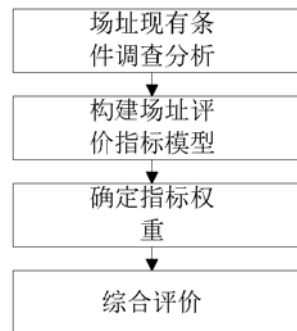 场址现有条
件调查分析
构建场址评
价指标模型
确定指标权
重
综合评价